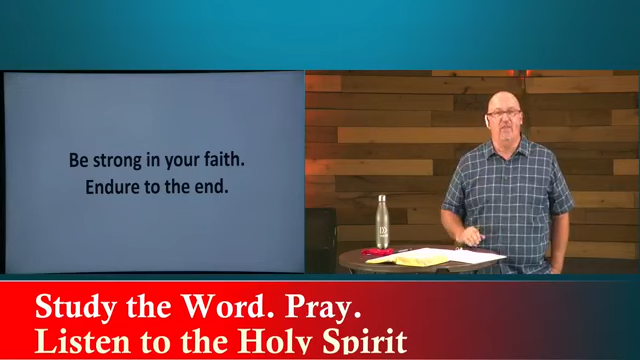 Be strong in your faith.
Endure to the end.
Study the Word. Pray.
Listen to the Holy Spirit